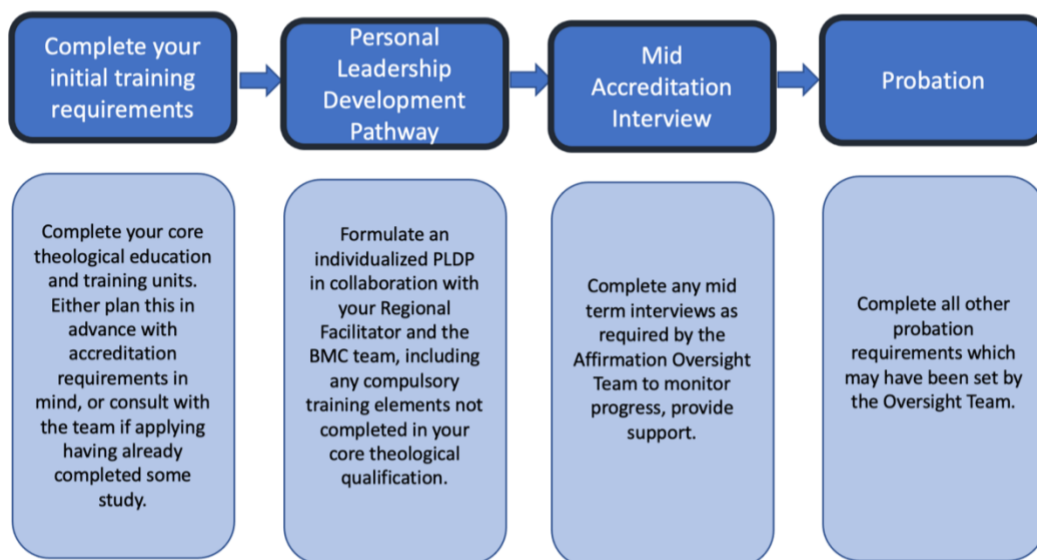 Complete your
initial training
requirements
Personal
Leadership
Development
Pathway
Mid
Accreditation
Interview
Probation
Complete your core
theological education
and training units.
Either plan this in
advance with
accreditation
requirements in
mind, or consult with
the team if applying
having already
completed some
study.
Formulate an
individualized PLDP
in collaboration with
your Regional
Facilitator and the
BMC team, including
any compulsory
training elements not
completed in your
core theological
qualification.
Complete any mid
term interviews as
required by the
Affirmation Oversight
Team to monitor
progress, provide
support.
Complete all other
probation
requirements which
may have been set by
the Oversight Team.